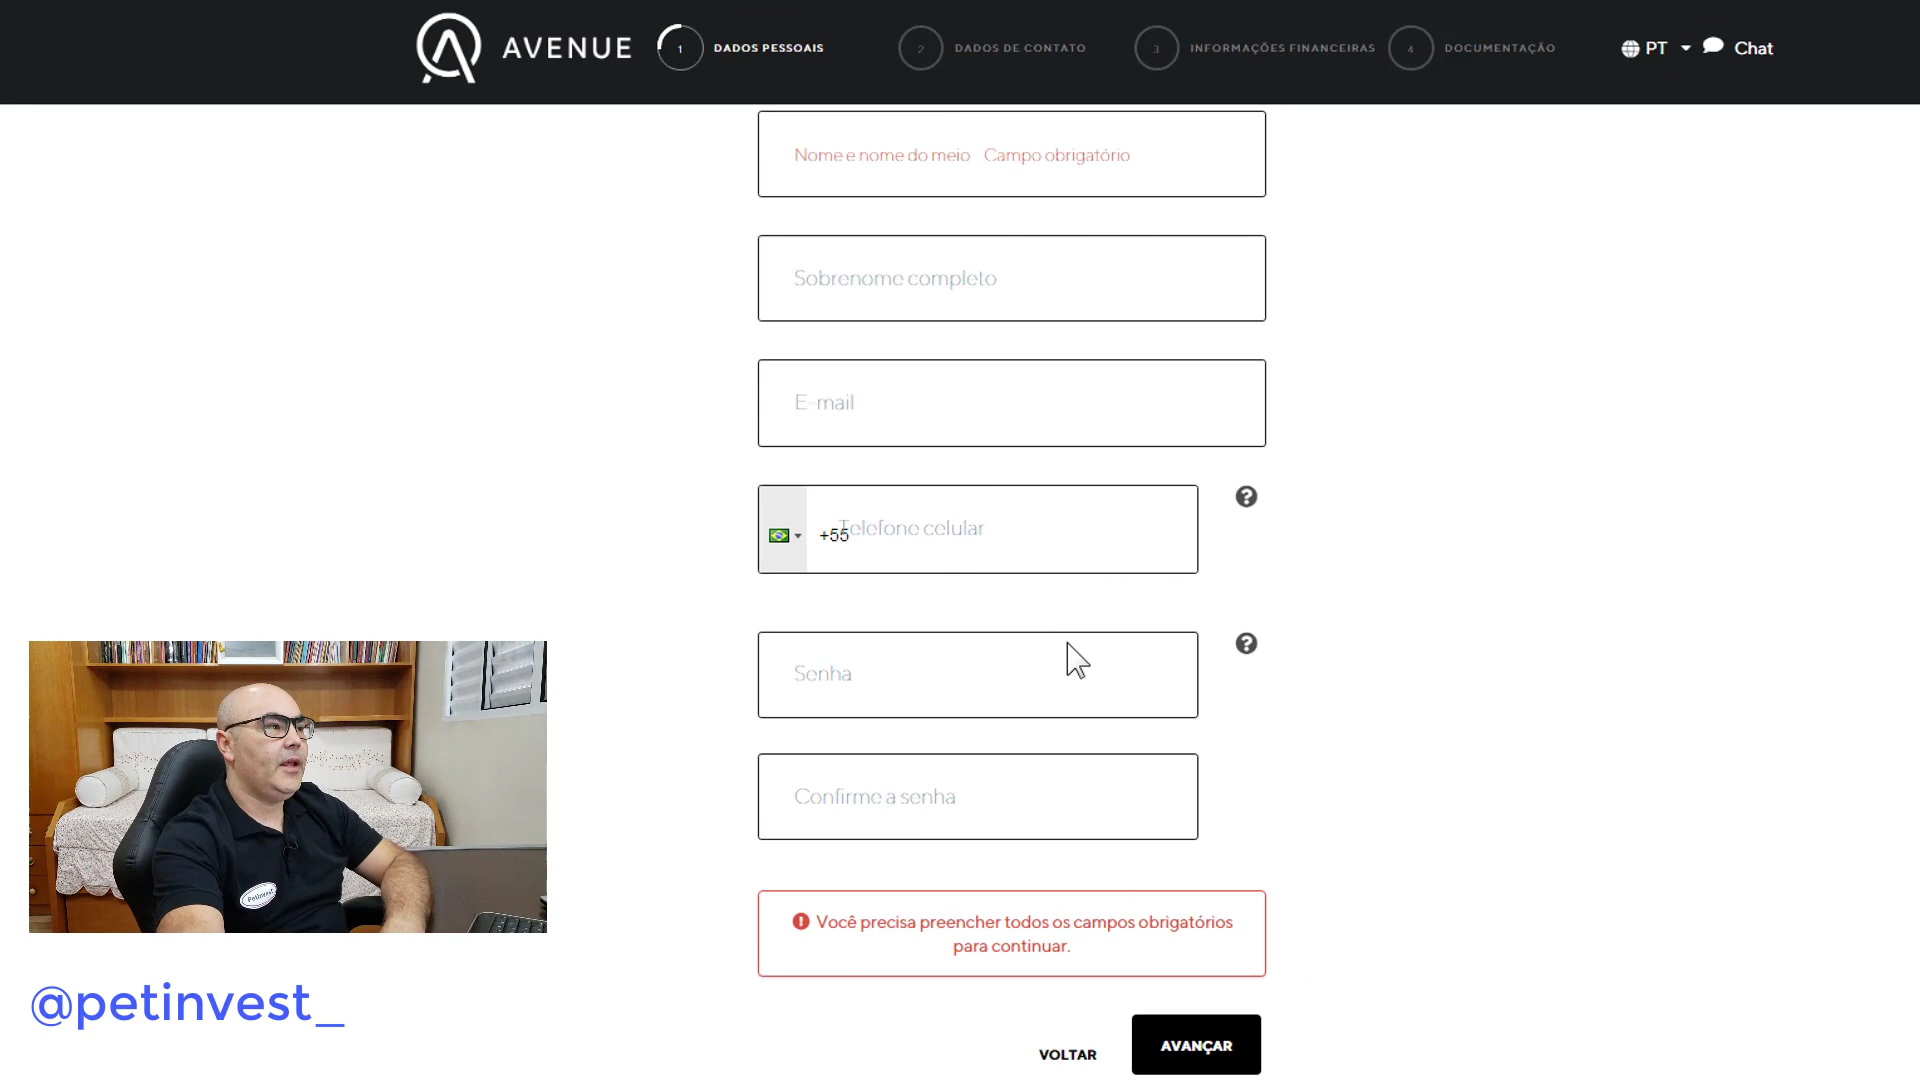 AVENUE
1 DADOS PESSOAIS
2 DADOS DE CONTATO
3 INFORMAÇÕES FINANCEIRAS
4 DOCUMENTAÇÃO
PT
Chat
Nome e nome do meio Campo obrigatório
Sobrenome completo
E-mail
+55 Telefone celular
?
Senha
?
Confirme a senha
Você precisa preencher todos os campos obrigatórios
para continuar.
VOLTAR
AVANÇAR
PetInvest
@petinvest_